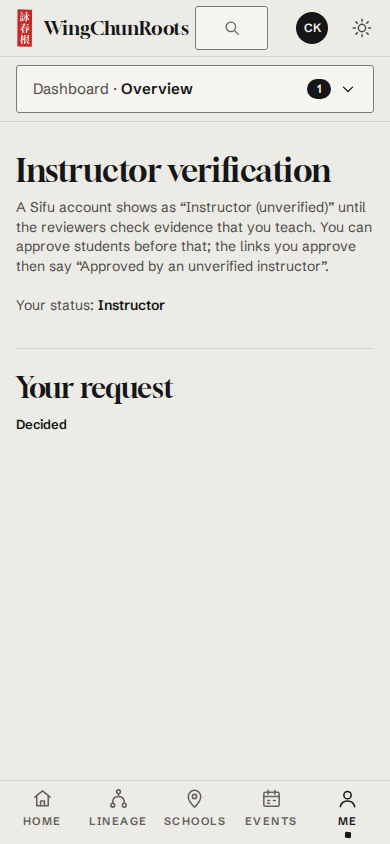 詠春根
WingChunRoots
CK
Dashboard · Overview
1
Instructor verification
A Sifu account shows as “Instructor (unverified)” until
the reviewers check evidence that you teach. You can
approve students before that; the links you approve
then say “Approved by an unverified instructor”.
Your status: Instructor
Your request
Decided
HOME
LINEAGE
SCHOOLS
EVENTS
ME